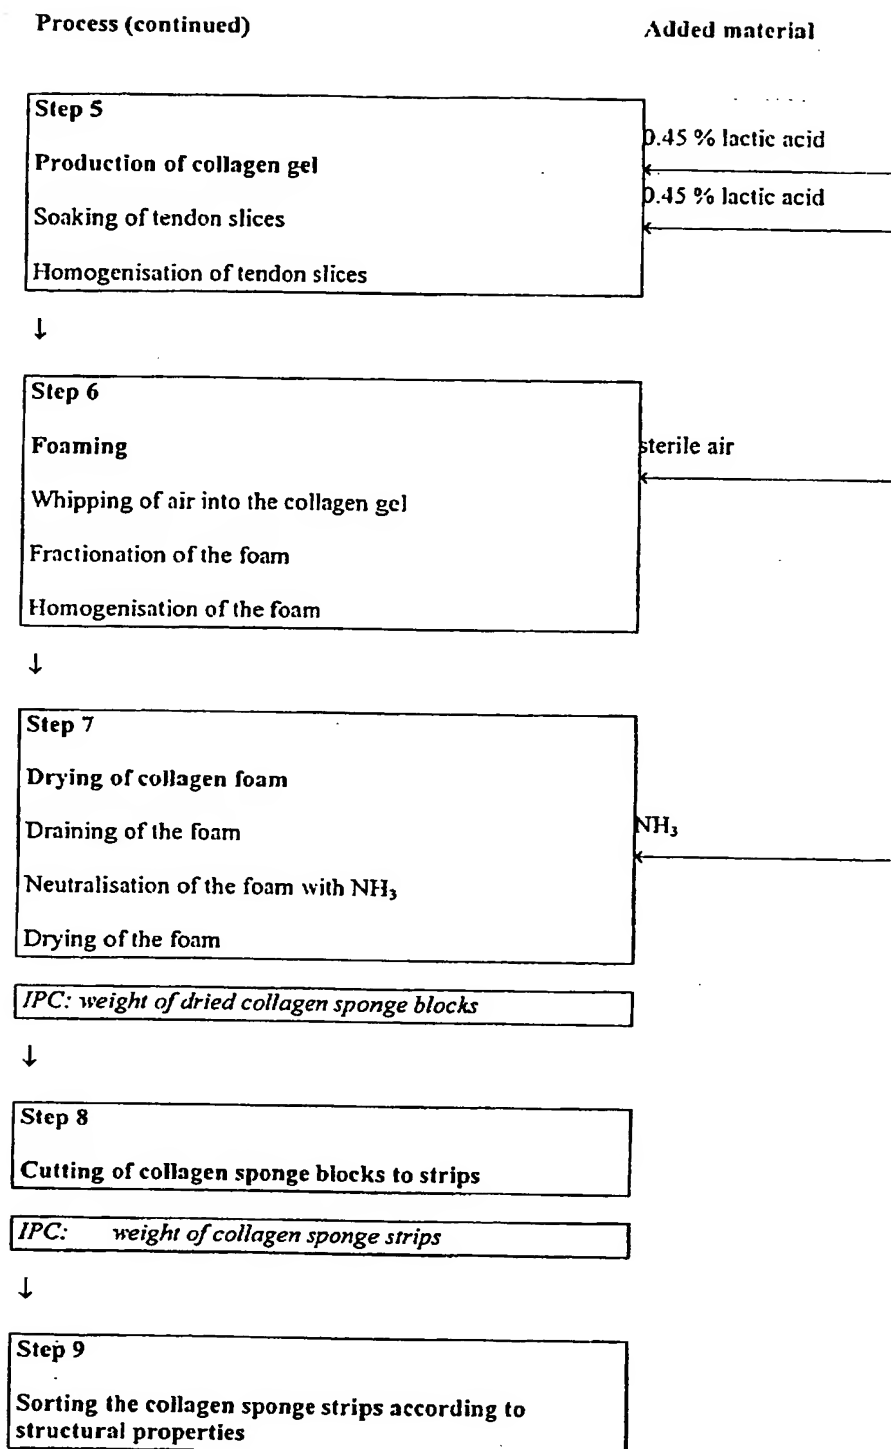 Process (continued)
Added material
Step 5
Production of collagen gel
Soaking of tendon slices
Homogenisation of tendon slices
0.45 % lactic acid
0.45 % lactic acid
↓
Step 6
Foaming
Whipping of air into the collagen gel
Fractionation of the foam
Homogenisation of the foam
sterile air
↓
Step 7
Drying of collagen foam
Draining of the foam
Neutralisation of the foam with NH₃
Drying of the foam
NH₃
IPC: weight of dried collagen sponge blocks
↓
Step 8
Cutting of collagen sponge blocks to strips
IPC: weight of collagen sponge strips
↓
Step 9
Sorting the collagen sponge strips according to
structural properties